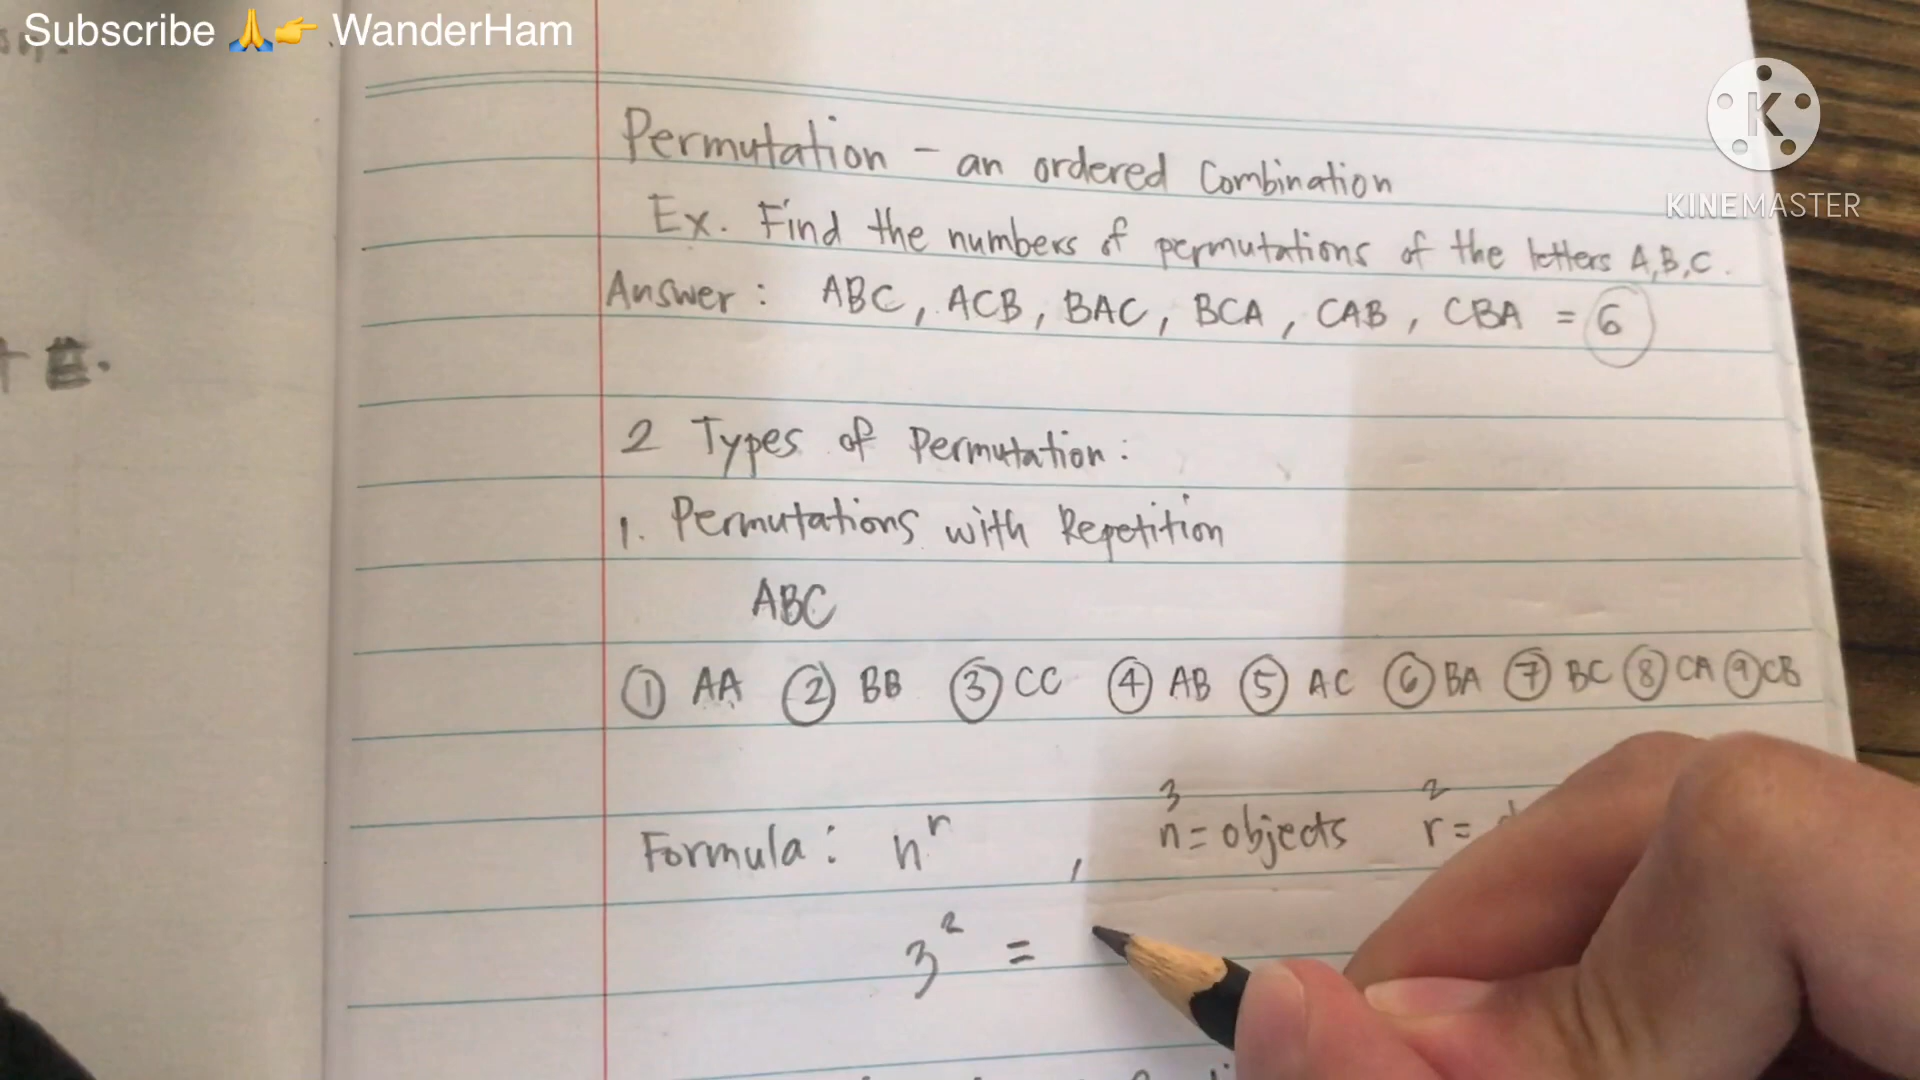 Subscribe 🙏👉 WanderHam
KINEMASTER
Permutation - an ordered Combination
Ex. Find the numbers of permutations of the letters A,B,C.
Answer : ABC, ACB, BAC, BCA, CAB, CBA = 6
2 Types of Permutation:
1. Permutations with Repetition
ABC
① AA ② BB ③ CC ④ AB ⑤ AC ⑥ BA ⑦ BC ⑧ CA ⑨ CB
3 2
Formula: nʳ , n = objects r =
3² =